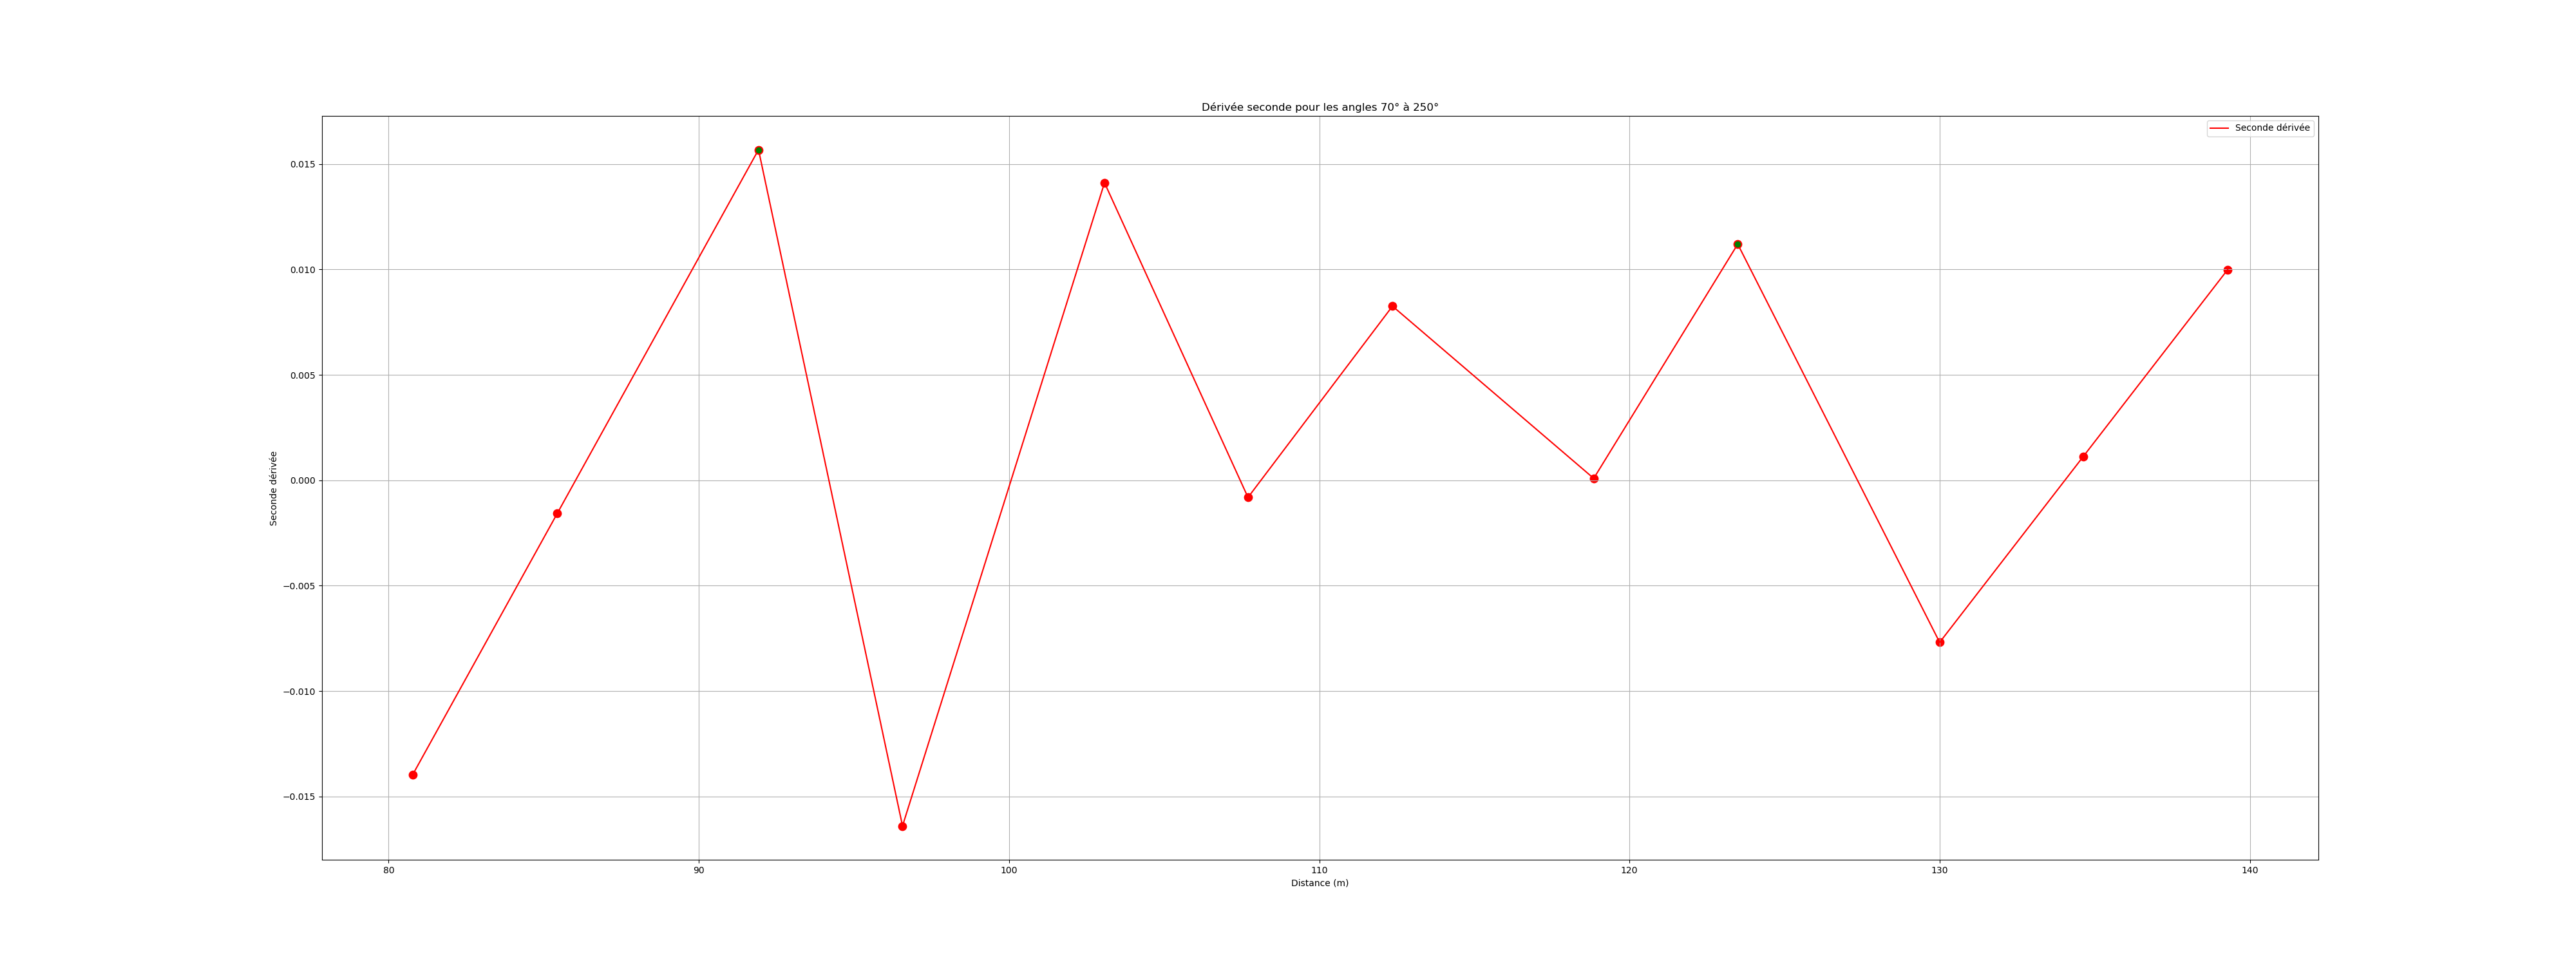 Dérivée seconde pour les angles 70° à 250°
Seconde dérivée
0.015
0.010
0.005
0.000
−0.005
−0.010
−0.015
Seconde dérivée
80 90 100 110 120 130 140
Distance (m)